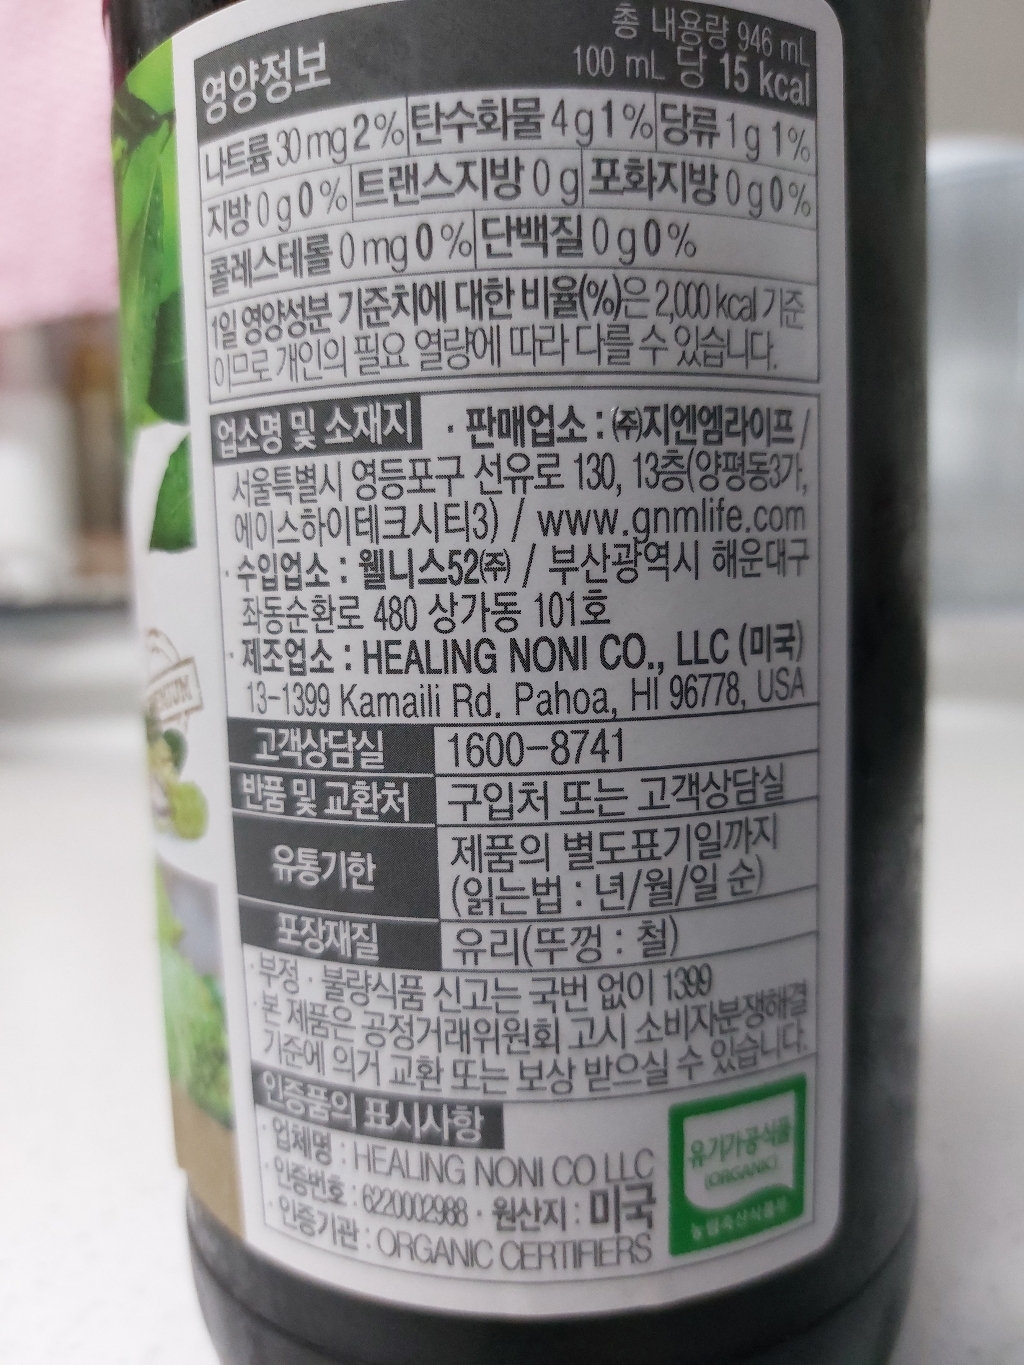 영양정보
총 내용량 946 mL
100 mL 당 15 kcal
나트륨 30 mg 2% 탄수화물 4 g 1% 당류 1 g 1%
지방 0 g 0% 트랜스지방 0 g 포화지방 0 g 0%
콜레스테롤 0 mg 0% 단백질 0 g 0%
1일 영양성분 기준치에 대한 비율(%)은 2,000 kcal 기준
이므로 개인의 필요 열량에 따라 다를 수 있습니다.
업소명 및 소재지 · 판매업소 : ㈜지엔엠라이프 /
서울특별시 영등포구 선유로 130, 13층(양평동3가,
에이스하이테크시티3) / www.gnmlife.com
· 수입업소 : 웰니스52㈜ / 부산광역시 해운대구
좌동순환로 480 상가동 101호
· 제조업소 : HEALING NONI CO., LLC (미국)
13-1399 Kamaili Rd. Pahoa, HI 96778, USA
고객상담실 1600-8741
반품 및 교환처 구입처 또는 고객상담실
유통기한 제품의 별도표기일까지
(읽는법 : 년/월/일 순)
포장재질 유리(뚜껑 : 철)
· 부정 · 불량식품 신고는 국번 없이 1399
· 본 제품은 공정거래위원회 고시 소비자분쟁해결
기준에 의거 교환 또는 보상 받으실 수 있습니다.
인증품의 표시사항
· 업체명 : HEALING NONI CO LLC
· 인증번호 : 6220002988 · 원산지 : 미국
· 인증기관 : ORGANIC CERTIFIERS
유기가공식품
(ORGANIC)
농림축산식품부